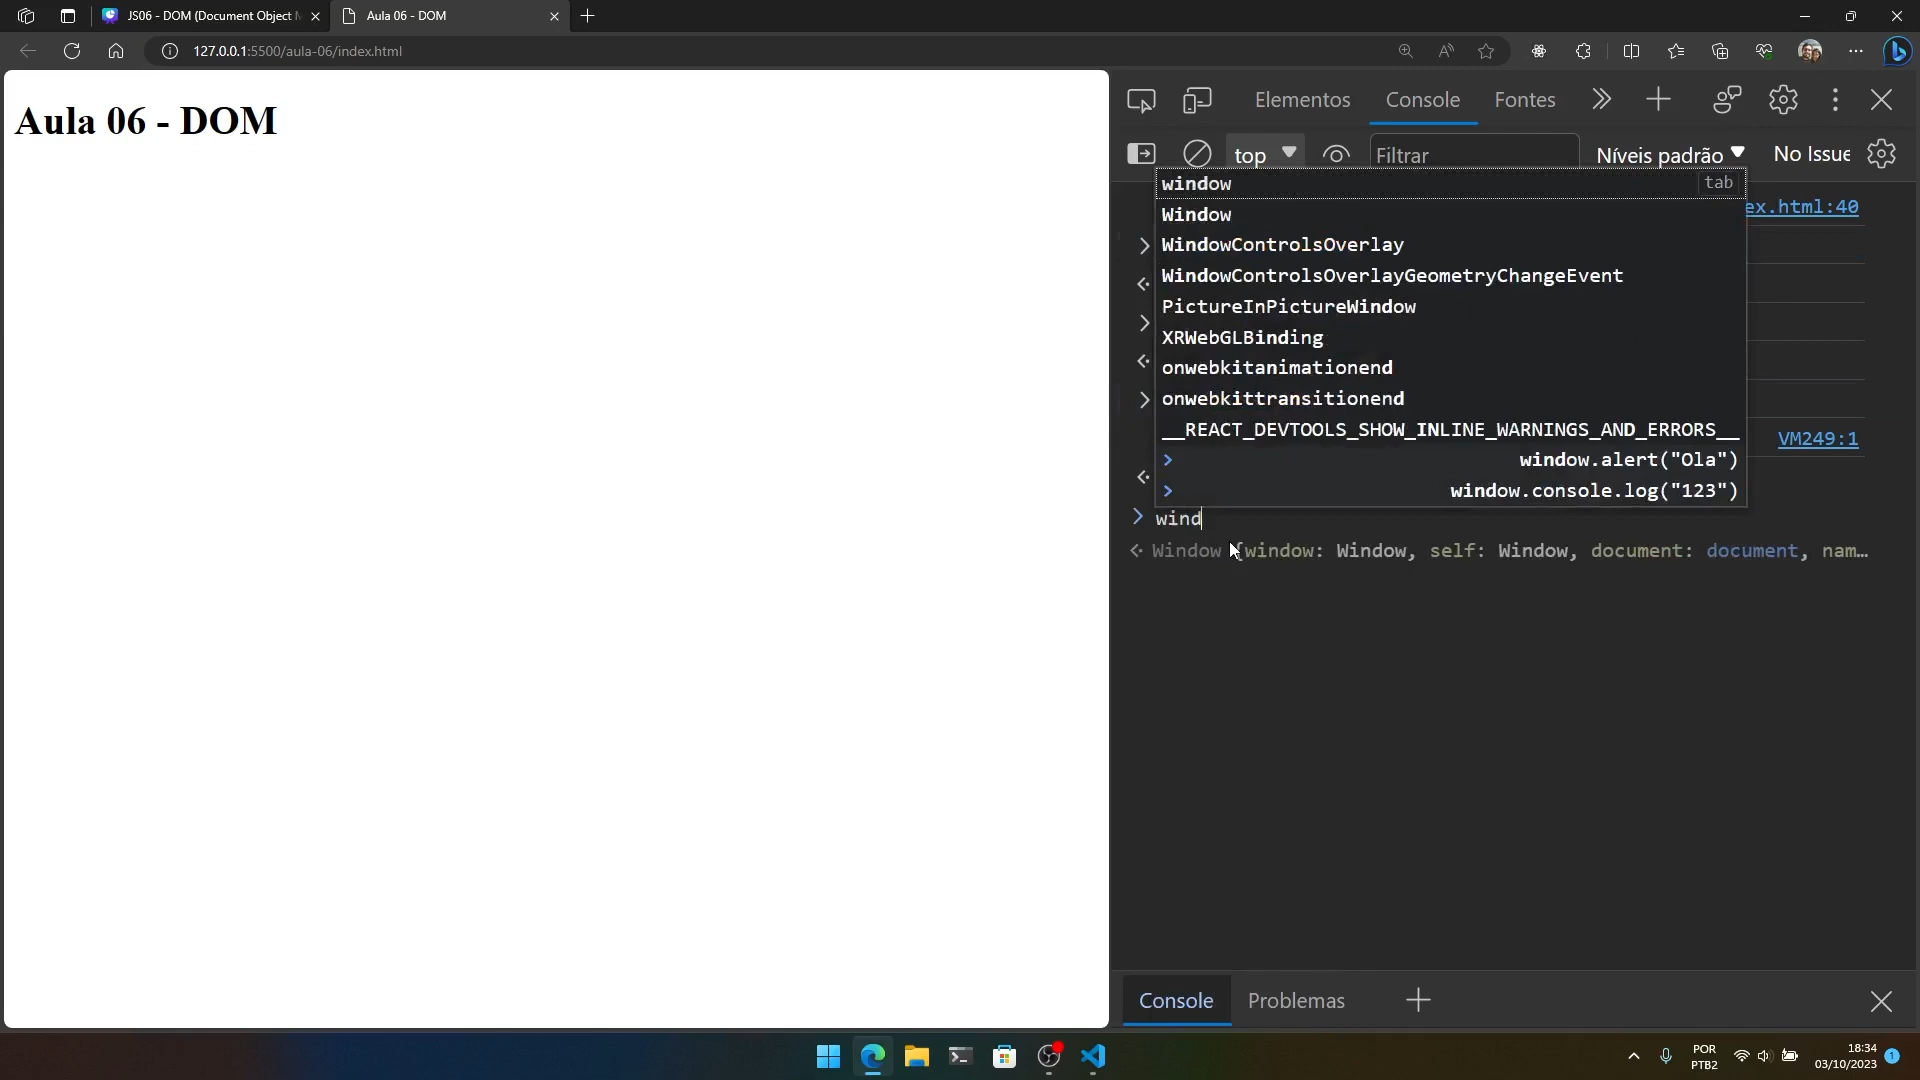 JS06 - DOM (Document Object M
Aula 06 - DOM
127.0.0.1:5500/aula-06/index.html
Aula 06 - DOM
Elementos
Console
Fontes
top
Filtrar
Níveis padrão
No Issue
window
tab
Window
ex.html:40
WindowControlsOverlay
WindowControlsOverlayGeometryChangeEvent
PictureInPictureWindow
XRWebGLBinding
onwebkitanimationend
onwebkittransitionend
__REACT_DEVTOOLS_SHOW_INLINE_WARNINGS_AND_ERRORS__
VM249:1
> window.alert("Ola")
> window.console.log("123")
> wind
Window {window: Window, self: Window, document: document, nam…
Console
Problemas
POR
PTB2
18:34
03/10/2023
1